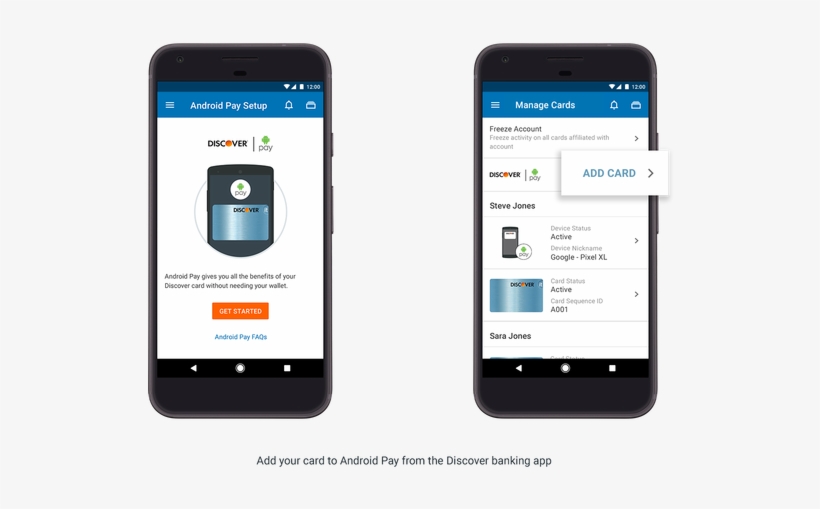 12:00
Android Pay Setup
DISCOVER pay
pay
DISCOVER
Android Pay gives you all the benefits of your
Discover card without needing your wallet.
GET STARTED
Android Pay FAQs
12:00
Manage Cards
Freeze Account
Freeze activity on all cards affiliated with
account
DISCOVER pay
ADD CARD
Steve Jones
Device Status
Active
Device Nickname
Google - Pixel XL
pay
DISCOVER
Card Status
Active
Card Sequence ID
A001
Sara Jones
Card Status
Add your card to Android Pay from the Discover banking app